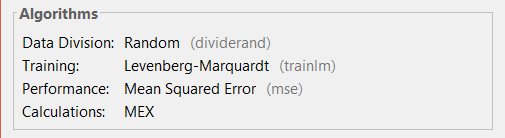 Algorithms
Data Division: Random (dividerand)
Training: Levenberg-Marquardt (trainlm)
Performance: Mean Squared Error (mse)
Calculations: MEX